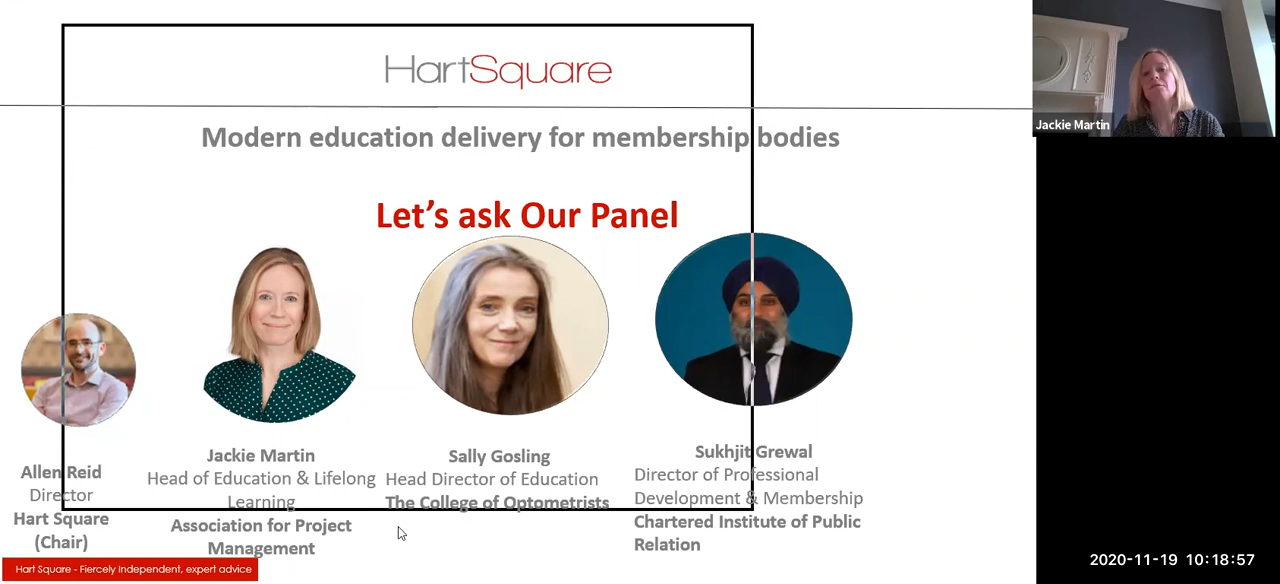 HartSquare
Jackie Martin
Modern education delivery for membership bodies
Let's ask Our Panel
Allen Reid
Director
Hart Square
(Chair)
Jackie Martin
Head of Education & Lifelong
Learning
Association for Project
Management
Sally Gosling
Head Director of Education
The College of Optometrists
Sukhjit Grewal
Director of Professional
Development & Membership
Chartered Institute of Public
Relation
Hart Square - Fiercely Independent, expert advice
2020-11-19 10:18:57